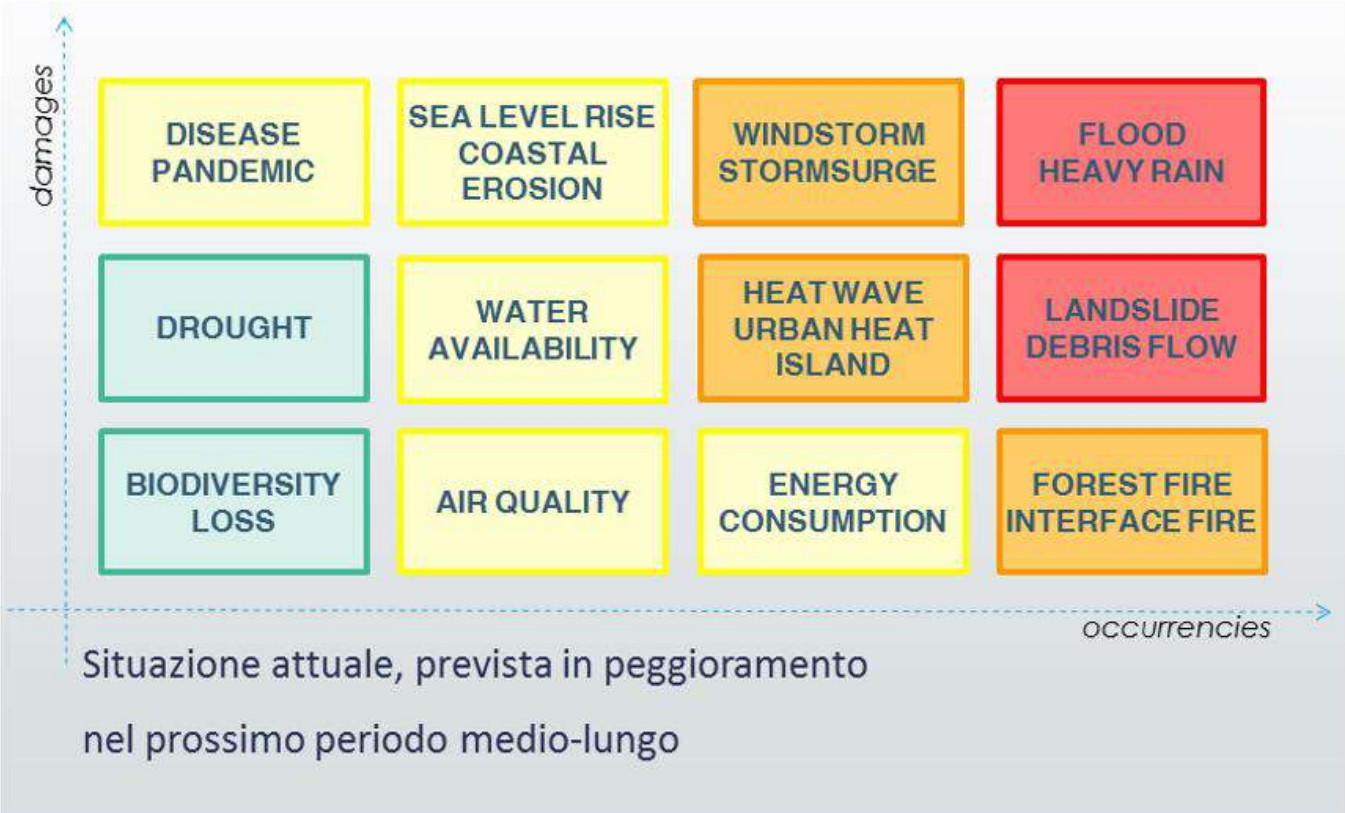 damages
DISEASE
PANDEMIC
SEA LEVEL RISE
COASTAL
EROSION
WINDSTORM
STORMSURGE
FLOOD
HEAVY RAIN
DROUGHT
WATER
AVAILABILITY
HEAT WAVE
URBAN HEAT
ISLAND
LANDSLIDE
DEBRIS FLOW
BIODIVERSITY
LOSS
AIR QUALITY
ENERGY
CONSUMPTION
FOREST FIRE
INTERFACE FIRE
occurrencies
Situazione attuale, prevista in peggioramento
nel prossimo periodo medio-lungo